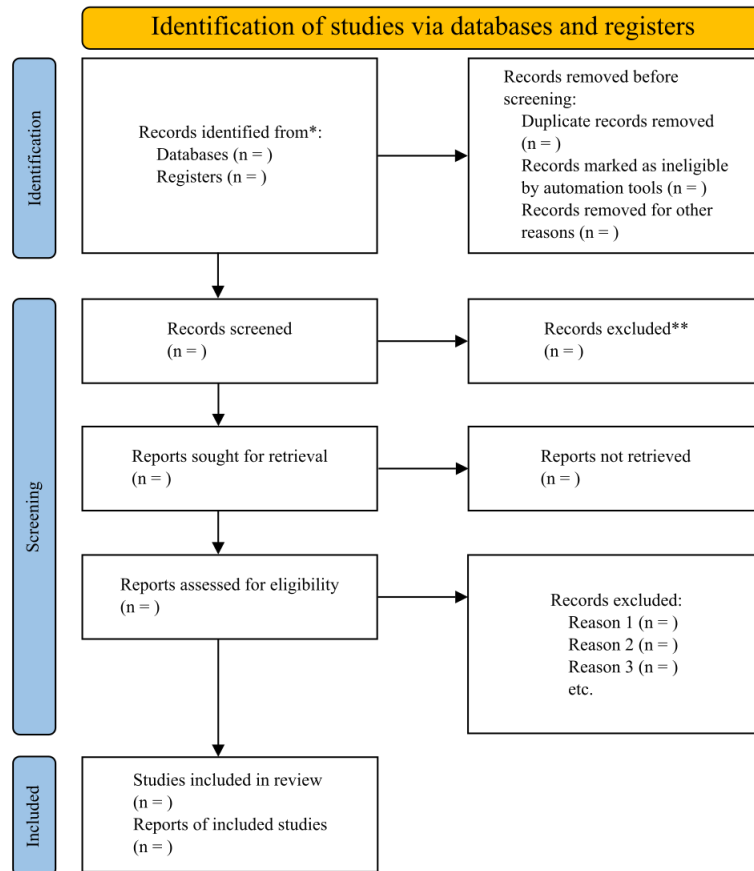 Identification of studies via databases and registers
Identification
Records identified from*:
Databases (n = )
Registers (n = )
Records removed before
screening:
Duplicate records removed
(n = )
Records marked as ineligible
by automation tools (n = )
Records removed for other
reasons (n = )
Screening
Records screened
(n = )
Records excluded**
(n = )
Reports sought for retrieval
(n = )
Reports not retrieved
(n = )
Reports assessed for eligibility
(n = )
Records excluded:
Reason 1 (n = )
Reason 2 (n = )
Reason 3 (n = )
etc.
Included
Studies included in review
(n = )
Reports of included studies
(n = )